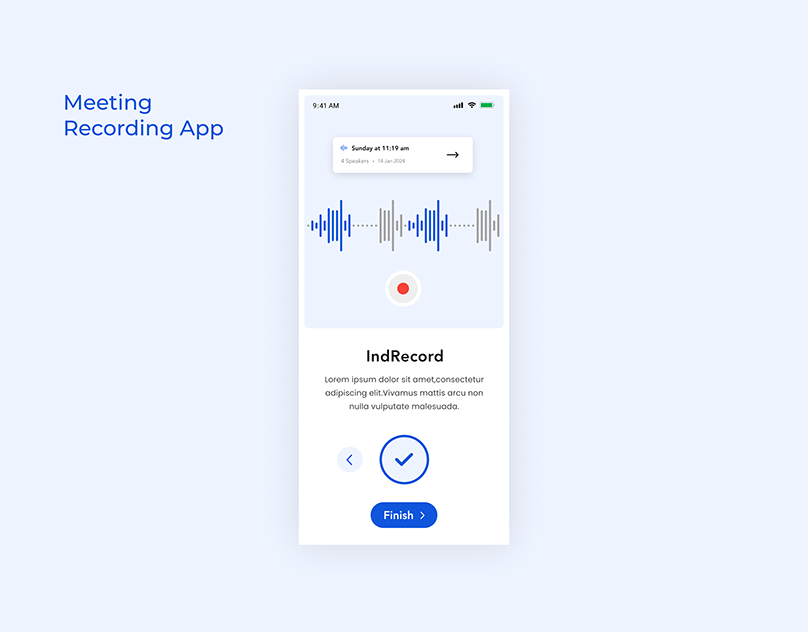 Meeting
Recording App
9:41 AM
Sunday at 11:19 am
4 Speakers • 14 Jan 2024
IndRecord
Lorem ipsum dolor sit amet,consectetur
adipiscing elit.Vivamus mattis arcu non
nulla vulputate malesuada.
Finish